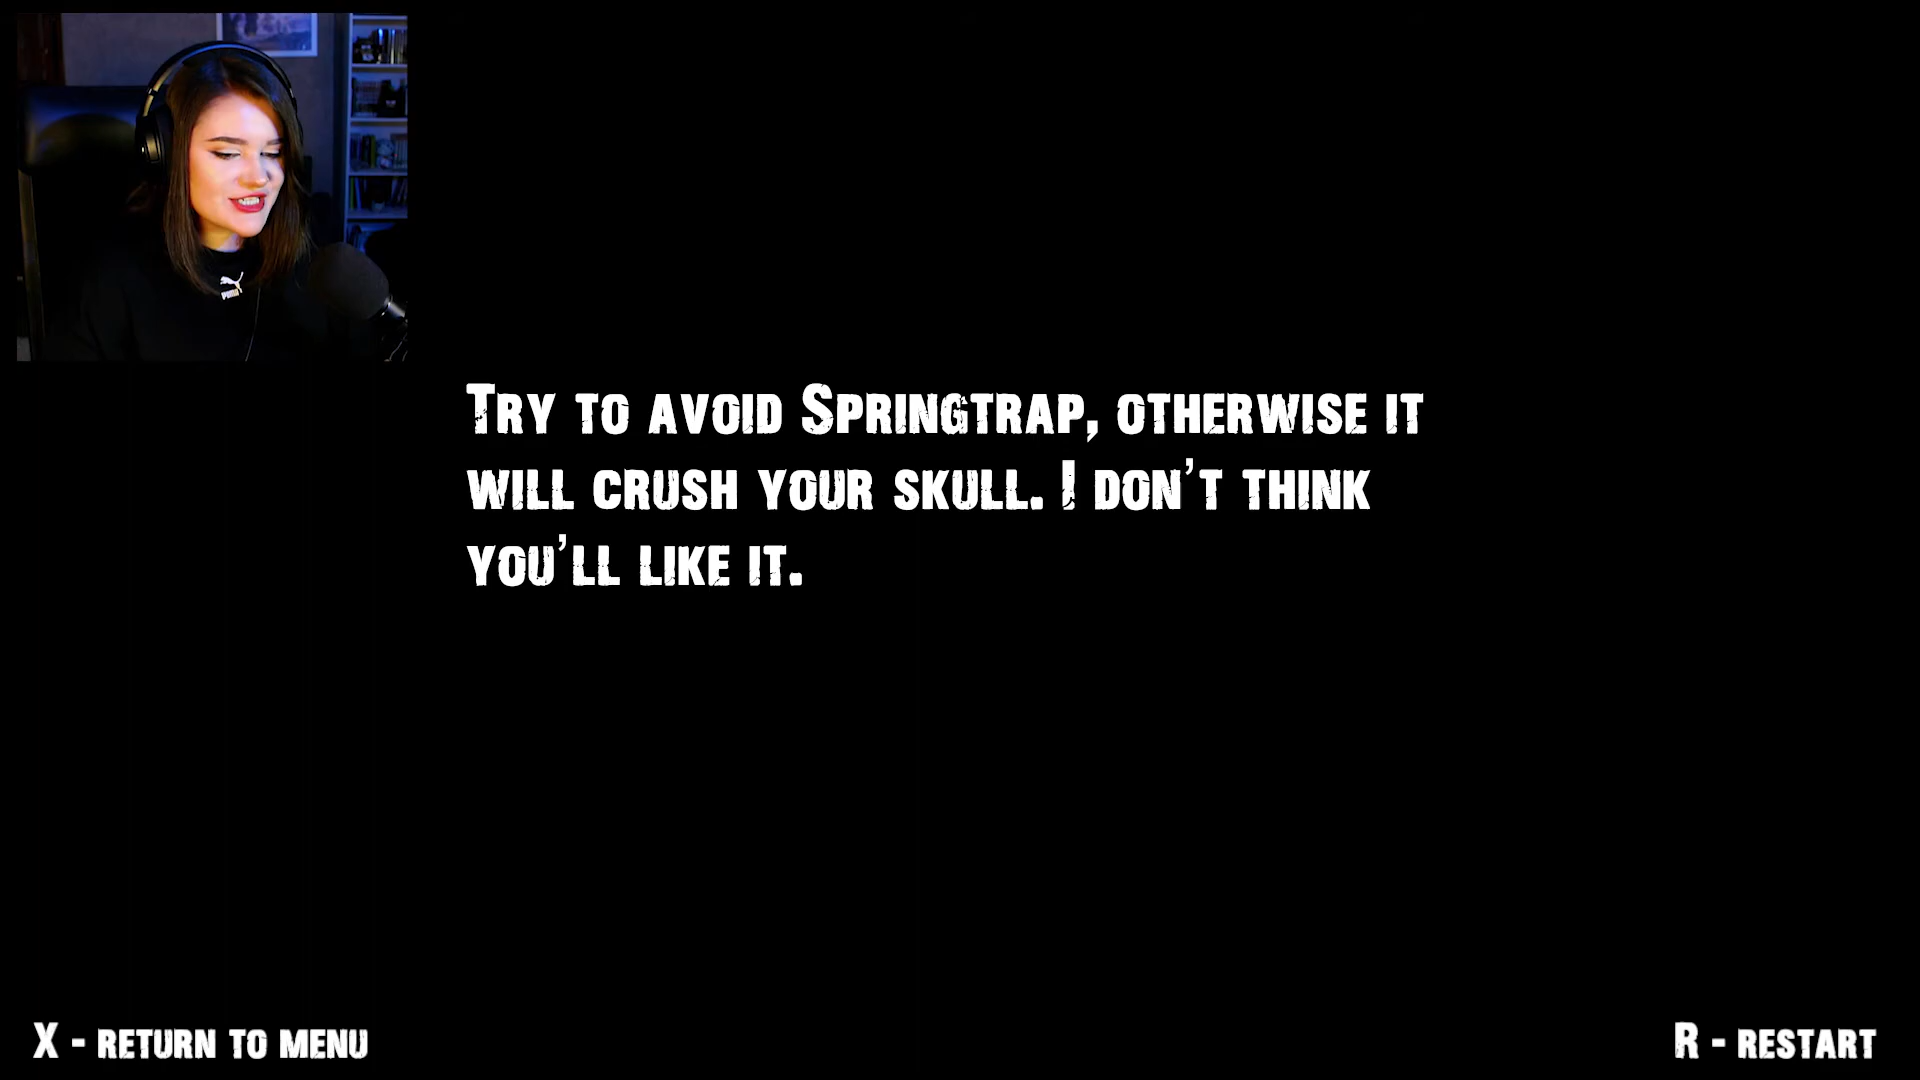 PUMA
Try to avoid Springtrap, otherwise it
will crush your skull. I don't think
you'll like it.
X - return to menu
R - restart